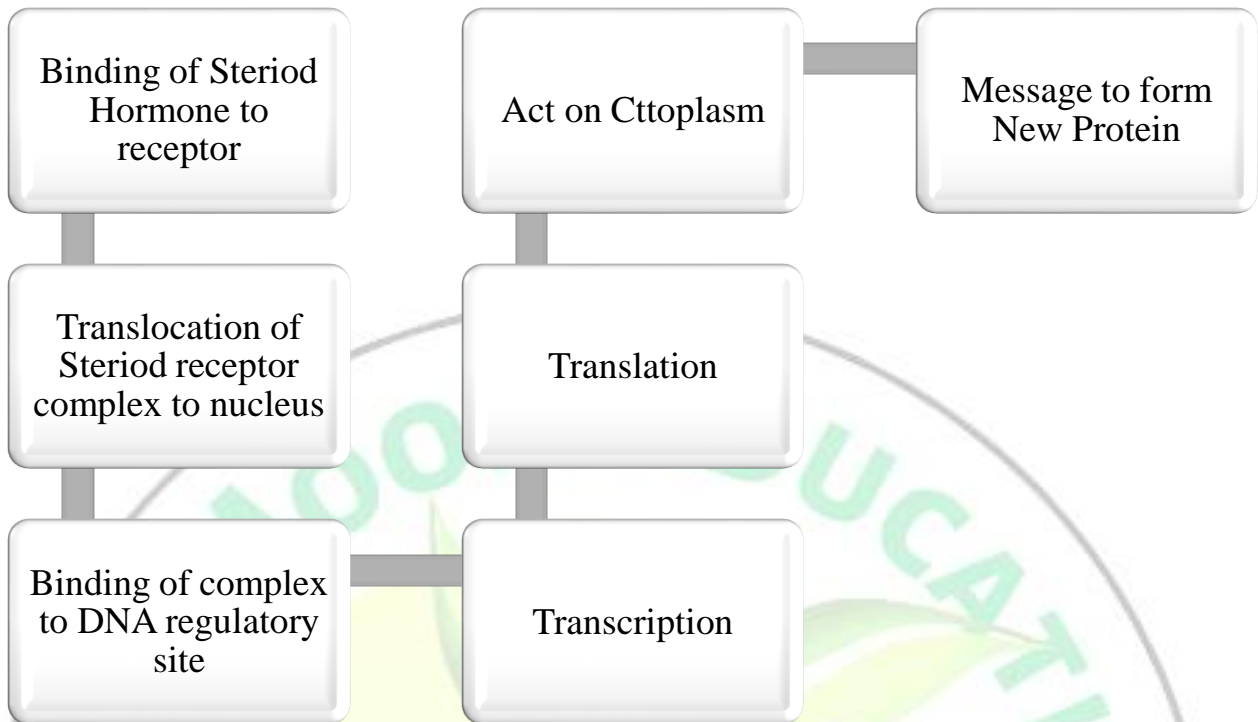 Binding of Steriod
Hormone to
receptor
Translocation of
Steriod receptor
complex to nucleus
Binding of complex
to DNA regulatory
site
Transcription
Translation
Act on Cttoplasm
Message to form
New Protein